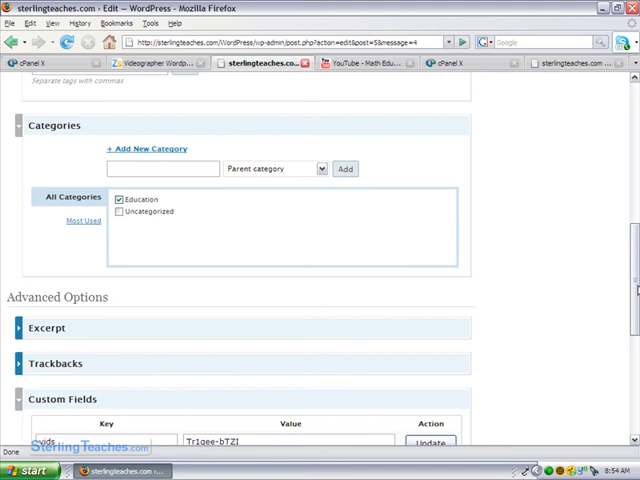 sterlingteaches.com › Edit — WordPress - Mozilla Firefox
File Edit View History Bookmarks Tools Help
http://sterlingteaches.com/WordPress/wp-admin/post.php?action=edit&post=5&message=4
Google
cPanel X
Videographer Wordp...
sterlingteaches.co...
YouTube - Math Edu...
cPanel X
sterlingteaches.com ...
Separate tags with commas
Categories
+ Add New Category
Parent category
Add
All Categories
Most Used
Education
Uncategorized
Advanced Options
Excerpt
Trackbacks
Custom Fields
Key Value Action
vids
Tr1qee-bTZI
Update
SterlingTeaches.com
Done
start
sterlingteaches.com ...
8:54 AM